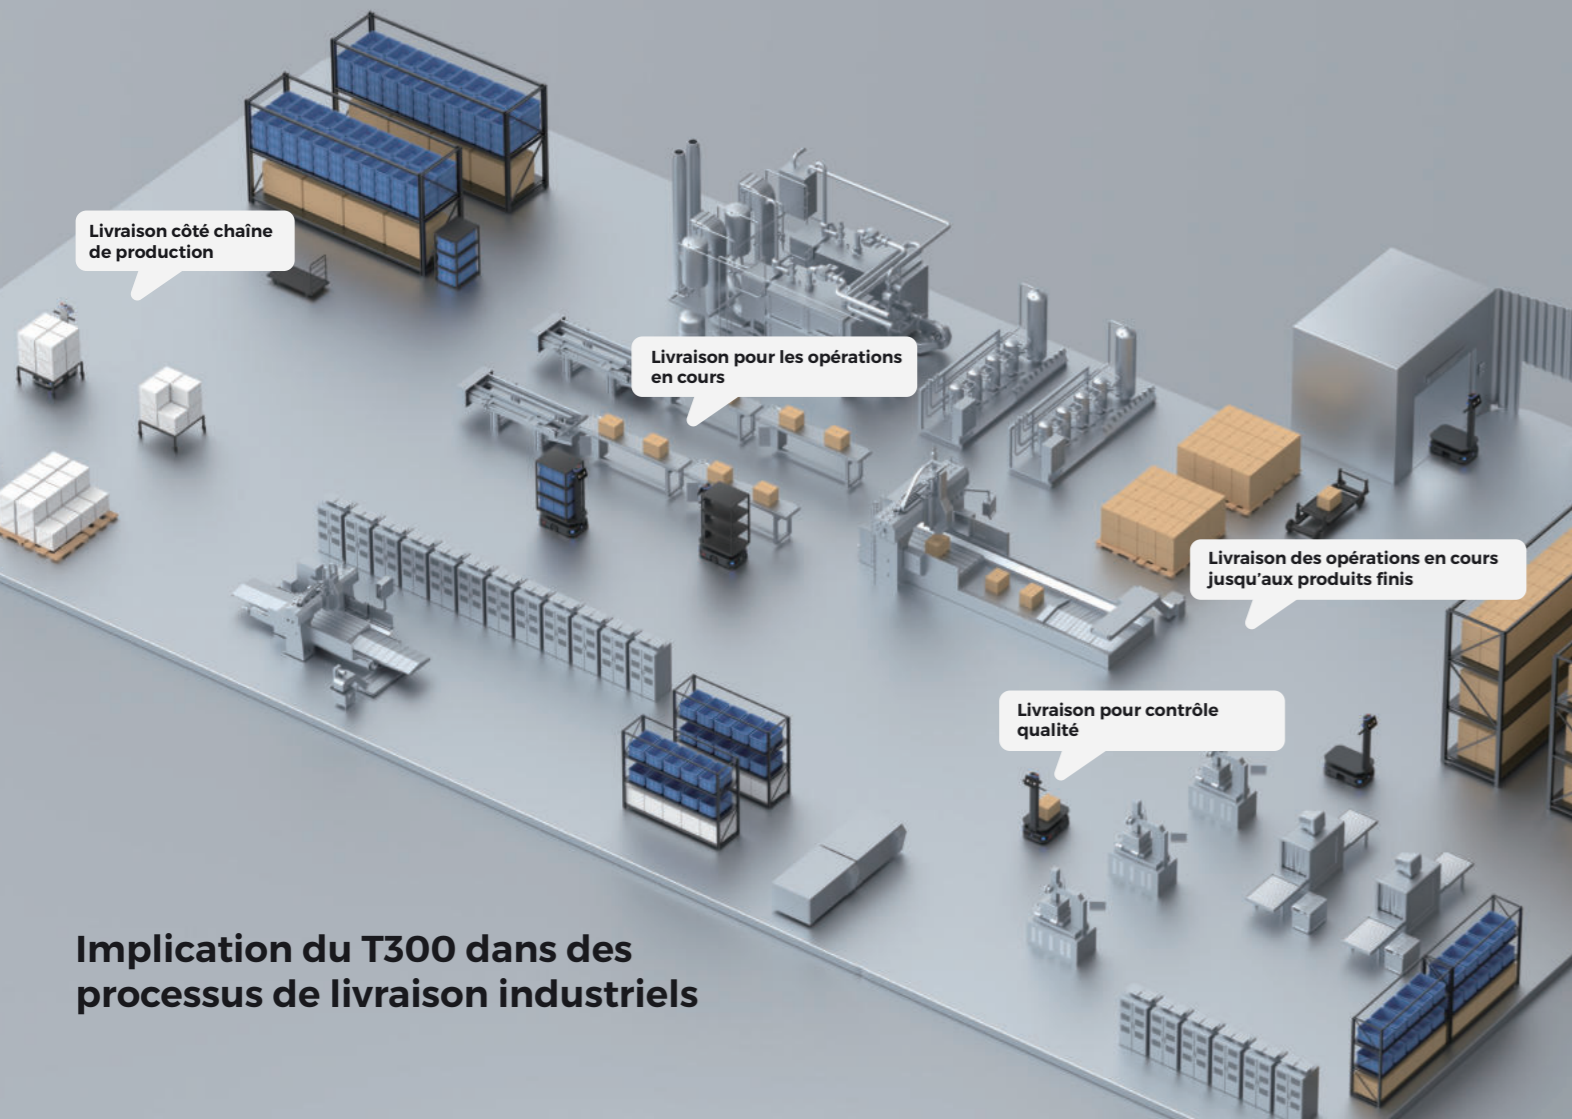 Livraison côté chaîne
de production
Livraison pour les opérations
en cours
Livraison des opérations en cours
jusqu’aux produits finis
Livraison pour contrôle
qualité
Implication du T300 dans des
processus de livraison industriels